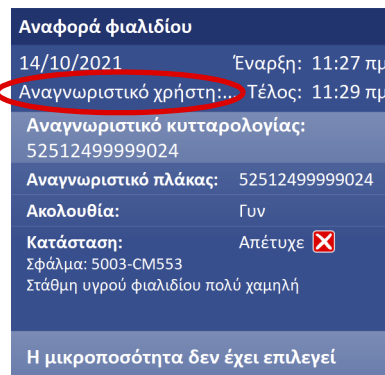 Αναφορά φιαλιδίου
14/10/2021 Έναρξη: 11:27 πμ
Αναγνωριστικό χρήστη:... Τέλος: 11:29 πμ
Αναγνωριστικό κυτταρολογίας:
52512499999024
Αναγνωριστικό πλάκας: 52512499999024
Ακολουθία: Γυν
Κατάσταση: Απέτυχε
Σφάλμα: 5003-CM553
Στάθμη υγρού φιαλιδίου πολύ χαμηλή
Η μικροποσότητα δεν έχει επιλεγεί